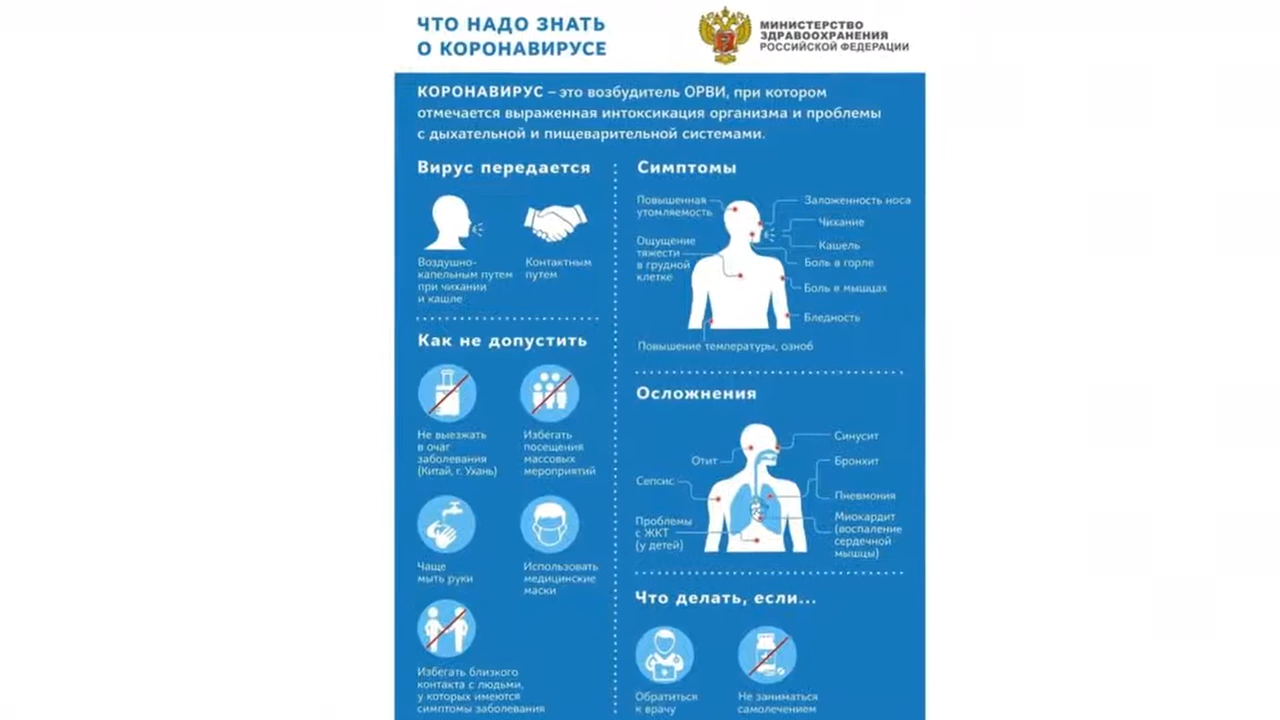 ЧТО НАДО ЗНАТЬ
О КОРОНАВИРУСЕ
МИНИСТЕРСТВО
ЗДРАВООХРАНЕНИЯ
РОССИЙСКОЙ ФЕДЕРАЦИИ
КОРОНАВИРУС – это возбудитель ОРВИ, при котором
отмечается выраженная интоксикация организма и проблемы
с дыхательной и пищеварительной системами.
Вирус передается
Воздушно-
капельным путем
при чихании
и кашле
Контактным
путем
Как не допустить
Не выезжать
в очаг
заболевания
(Китай, г. Ухань)
Избегать
посещения
массовых
мероприятий
Чаще
мыть руки
Использовать
медицинские
маски
Избегать близкого
контакта с людьми,
у которых имеются
симптомы заболевания
Симптомы
Повышенная
утомляемость
Ощущение
тяжести
в грудной
клетке
Заложенность носа
Чихание
Кашель
Боль в горле
Боль в мышцах
Бледность
Повышение температуры, озноб
Осложнения
Отит
Сепсис
Проблемы
с ЖКТ
(у детей)
Синусит
Бронхит
Пневмония
Миокардит
(воспаление
сердечной
мышцы)
Что делать, если...
Обратиться
к врачу
Не заниматься
самолечением